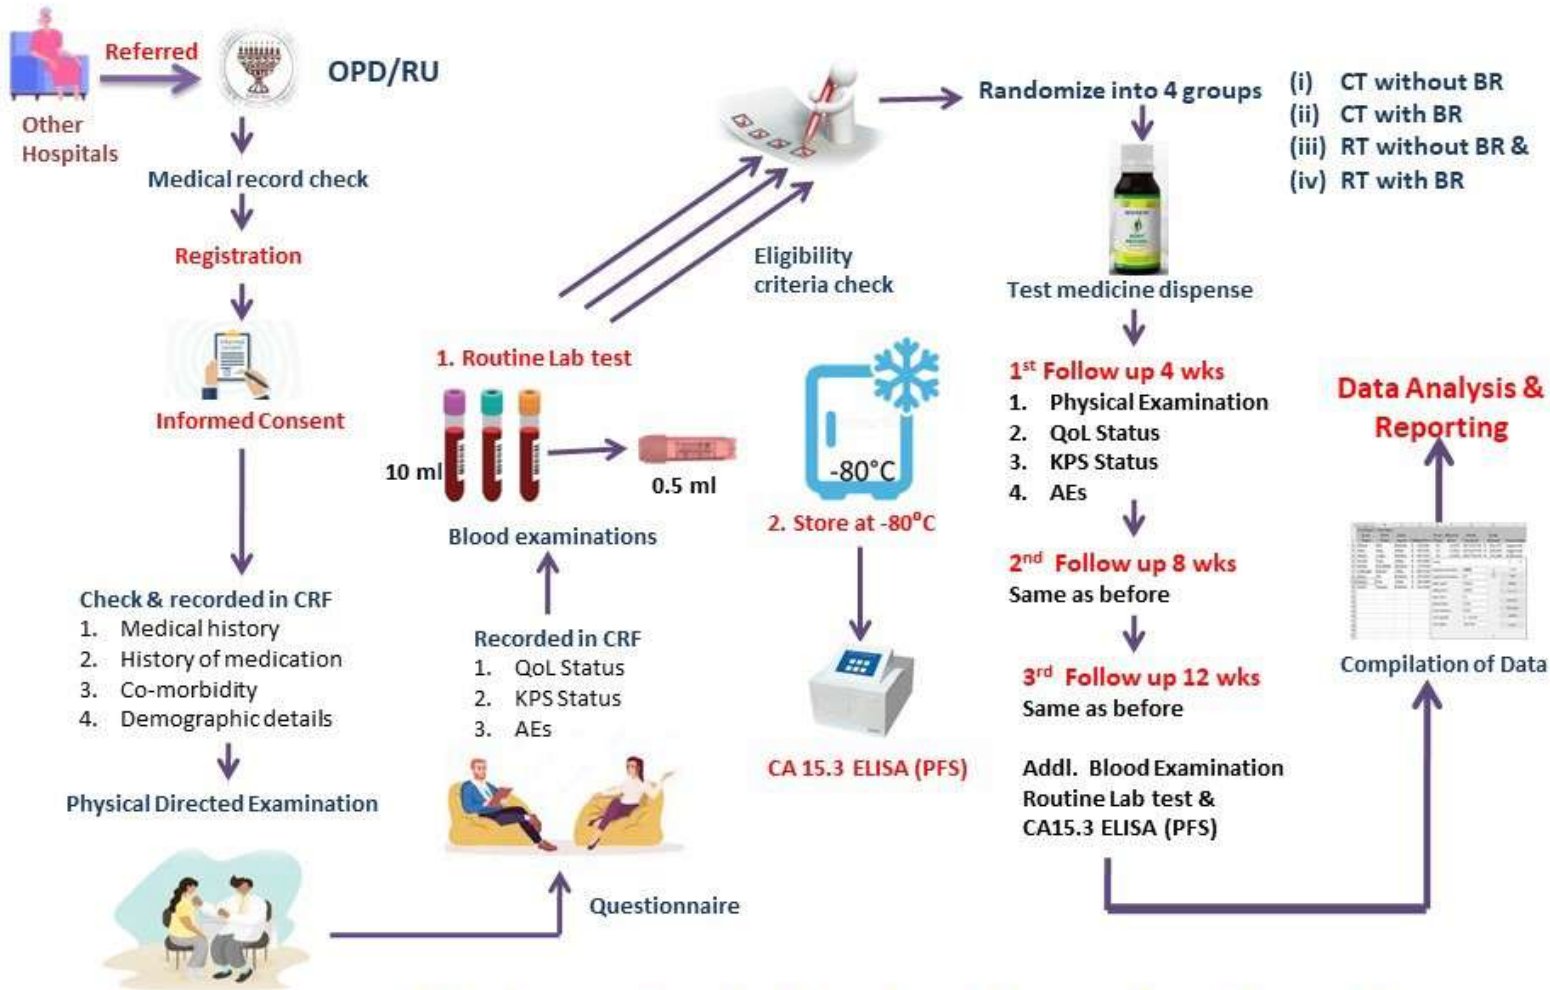 Referred
OPD/RU
Other
Hospitals
Medical record check
Registration
Informed Consent
Check & recorded in CRF
1. Medical history
2. History of medication
3. Co-morbidity
4. Demographic details
Physical Directed Examination
Questionnaire
Recorded in CRF
1. QoL Status
2. KPS Status
3. AEs
Blood examinations
1. Routine Lab test
10 ml
0.5 ml
-80°C
2. Store at -80⁰C
CA 15.3 ELISA (PFS)
Eligibility
criteria check
Randomize into 4 groups
(i) CT without BR
(ii) CT with BR
(iii) RT without BR &
(iv) RT with BR
Test medicine dispense
1st Follow up 4 wks
1. Physical Examination
2. QoL Status
3. KPS Status
4. AEs
2nd Follow up 8 wks
Same as before
3rd Follow up 12 wks
Same as before
Addl. Blood Examination
Routine Lab test &
CA15.3 ELISA (PFS)
Compilation of Data
Data Analysis &
Reporting